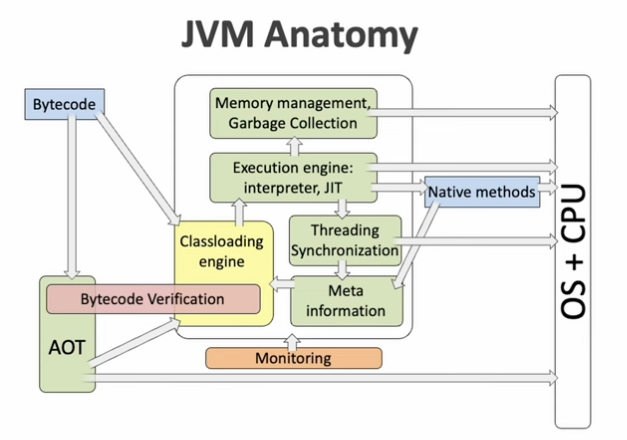 JVM Anatomy
Bytecode
Memory management,
Garbage Collection
Execution engine:
interpreter, JIT
Native methods
Threading
Synchronization
Classloading
engine
Meta
information
Bytecode Verification
AOT
Monitoring
OS + CPU